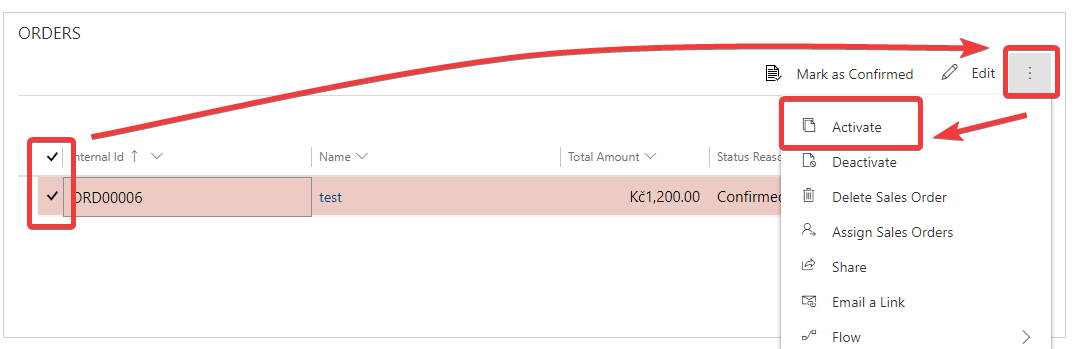 ORDERS
Mark as Confirmed Edit
Activate
Internal Id Name Total Amount Status Reaso
Deactivate
ORD00006 test Kč1,200.00 Confirmed
Delete Sales Order
Assign Sales Orders
Share
Email a Link
Flow